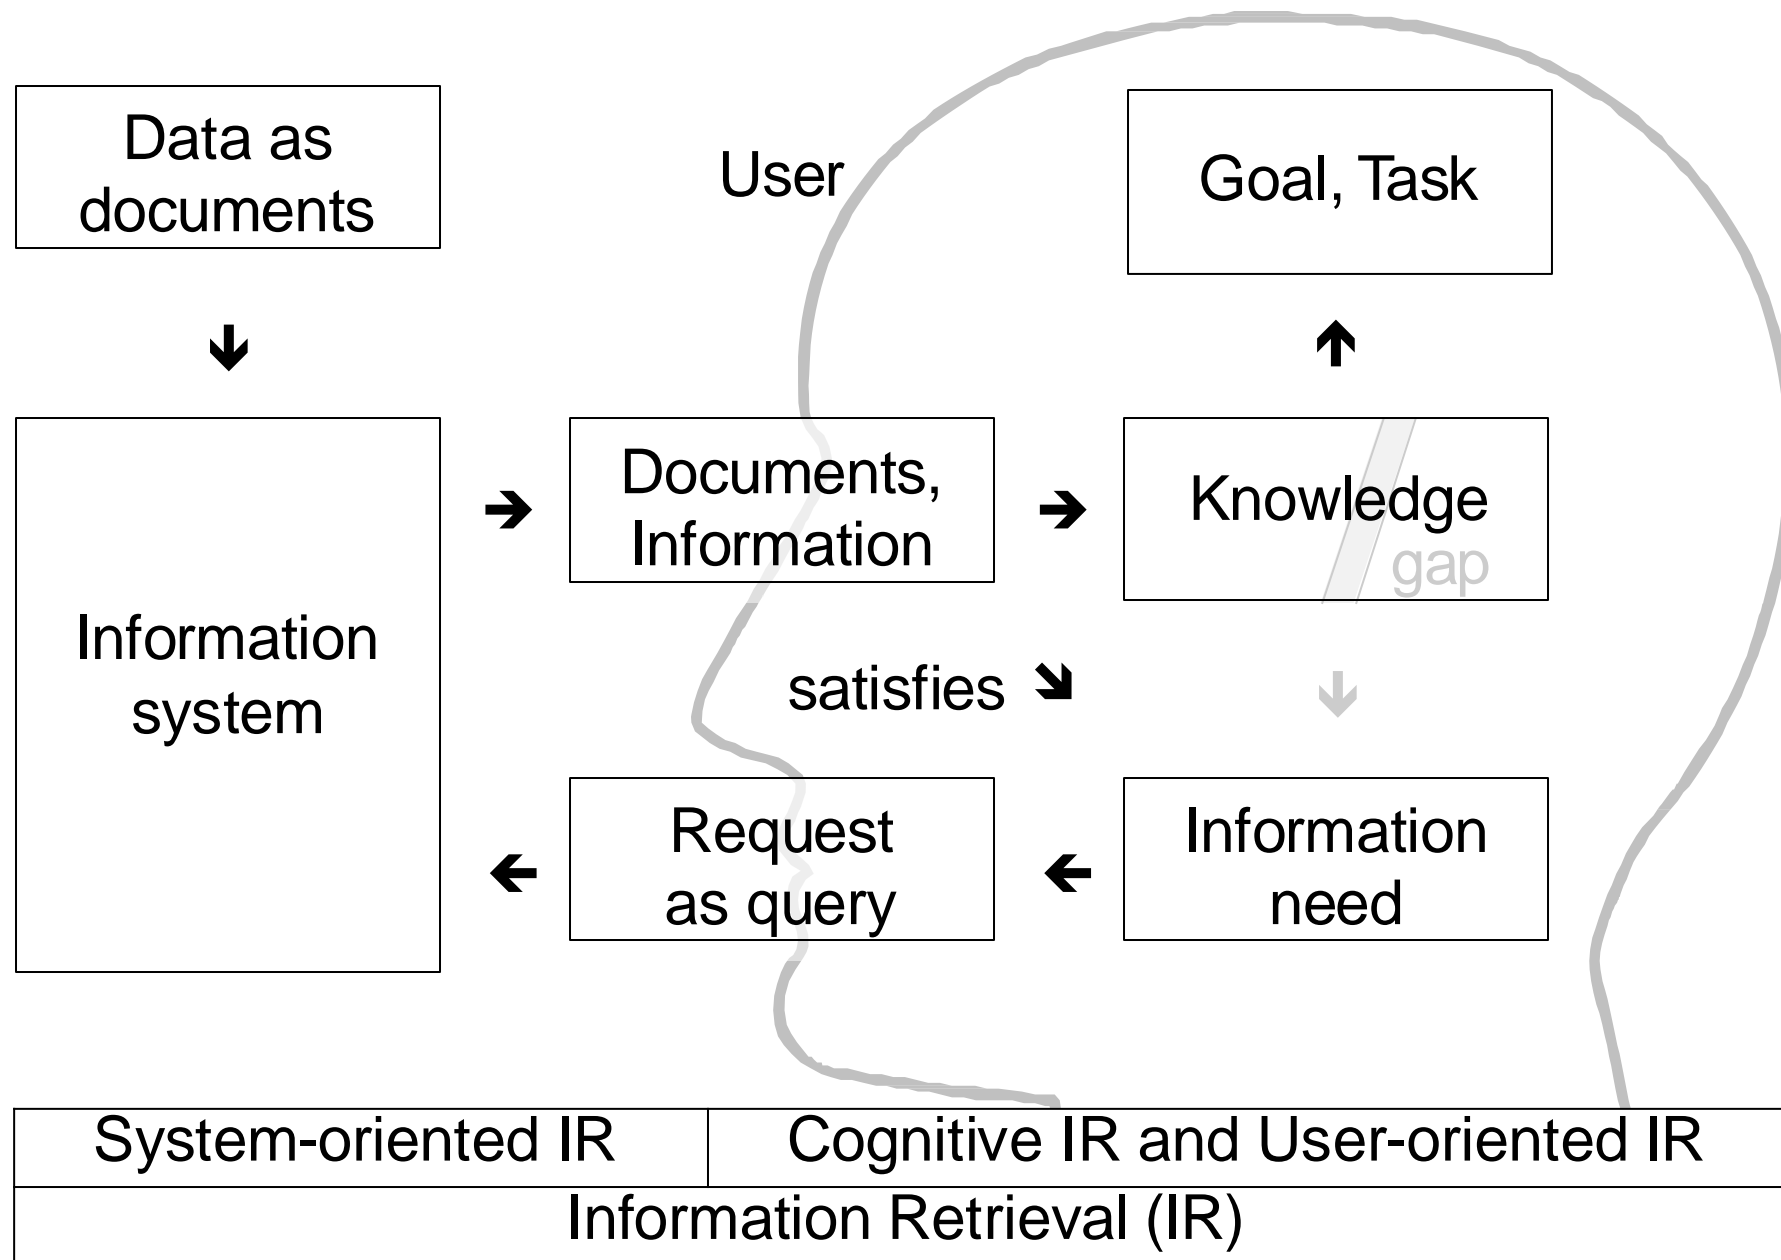 Data as
documents
User
Goal, Task
Information
system
Documents,
Information
Knowledge
gap
satisfies
Request
as query
Information
need
System-oriented IR
Cognitive IR and User-oriented IR
Information Retrieval (IR)